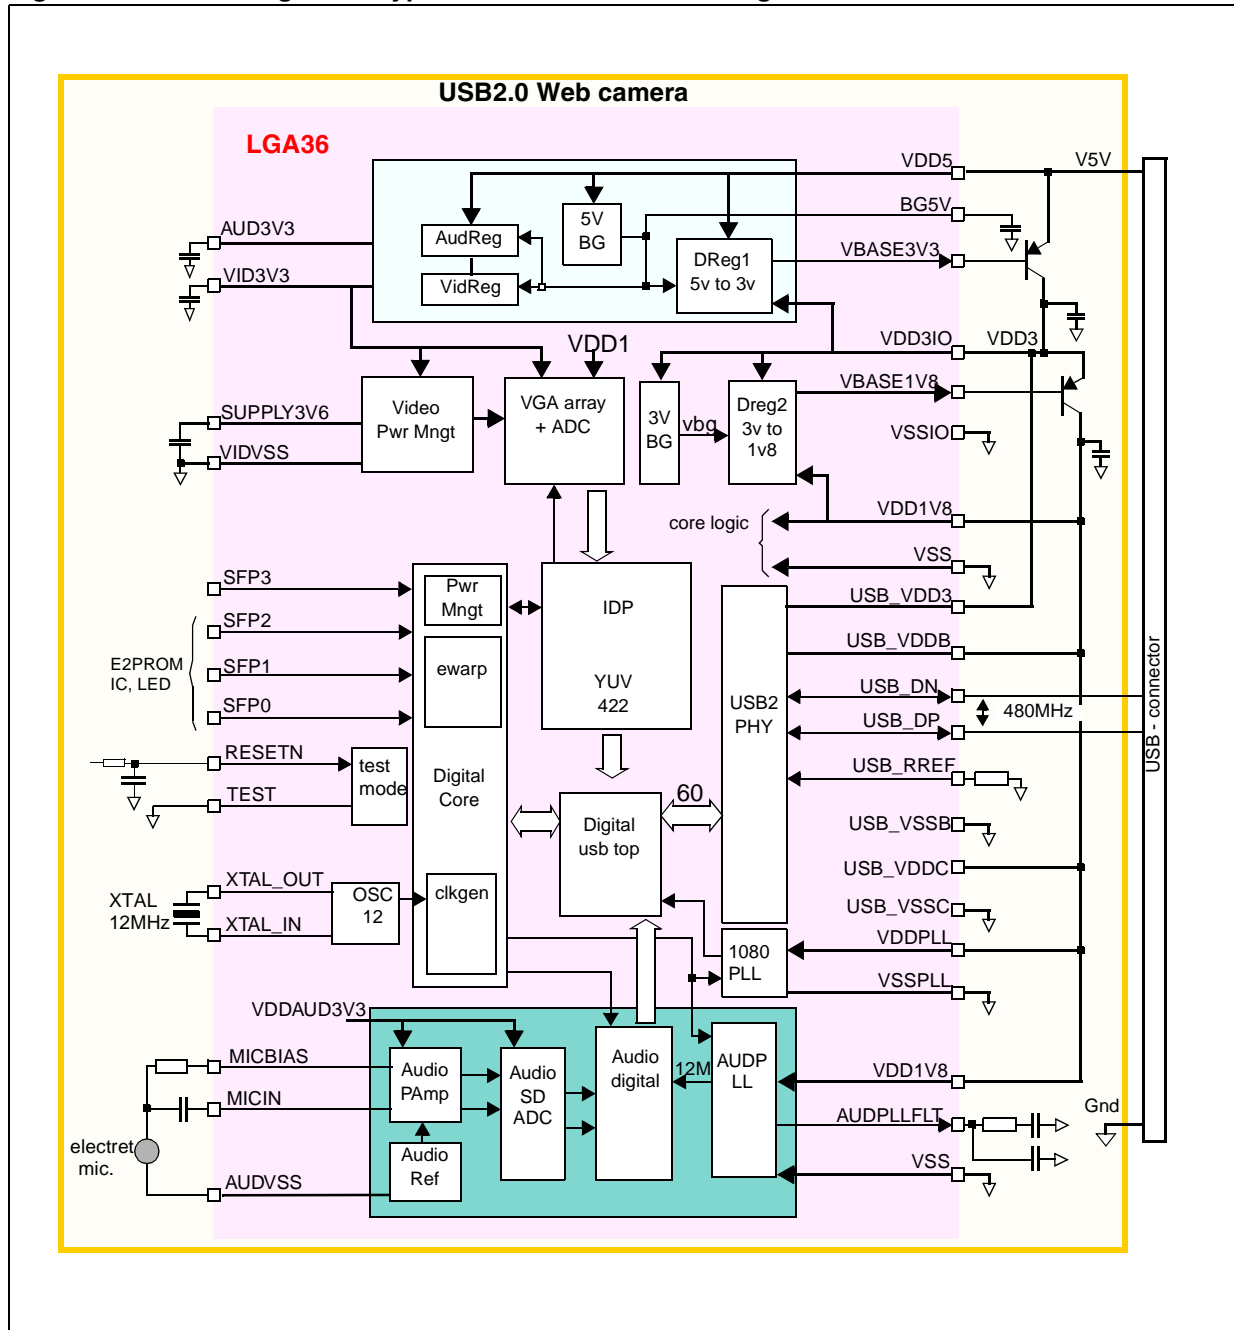 USB2.0 Web camera
LGA36
VDD5
V5V
BG5V
AUD3V3
AudReg
5V
BG
VBASE3V3
DReg1
5v to 3v
VID3V3
VidReg
VDD1
VDD3IO
VDD3
VBASE1V8
Video
Pwr Mngt
VGA array
+ ADC
3V
BG
vbg
Dreg2
3v to
1v8
SUPPLY3V6
VIDVSS
VSSIO
core logic
VDD1V8
VSS
SFP3
Pwr
Mngt
IDP
USB_VDD3
SFP2
E2PROM
IC, LED
SFP1
ewarp
YUV
422
USB_VDDB
SFP0
USB2
PHY
USB_DN
480MHz
USB_DP
USB - connector
RESETN
test
mode
TEST
Digital
Core
USB_RREF
60
Digital
usb top
USB_VSSB
USB_VDDC
XTAL
12MHz
XTAL_OUT
XTAL_IN
OSC
12
clkgen
USB_VSSC
1080
PLL
VDDPLL
VSSPLL
VDDAUD3V3
MICBIAS
Audio
PAmp
Audio
SD
ADC
Audio
digital
12M
AUDP
LL
VDD1V8
MICIN
AUDPLLFLT
Gnd
electret
mic.
Audio
Ref
AUDVSS
VSS